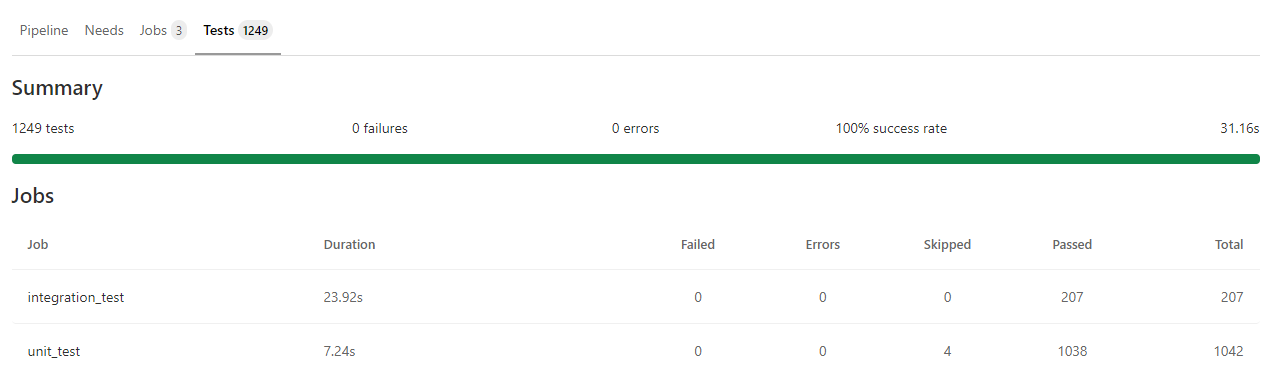 Pipeline Needs Jobs 3 Tests 1249
Summary
1249 tests 0 failures 0 errors 100% success rate 31.16s
Jobs
Job Duration Failed Errors Skipped Passed Total
integration_test 23.92s 0 0 0 207 207
unit_test 7.24s 0 0 4 1038 1042